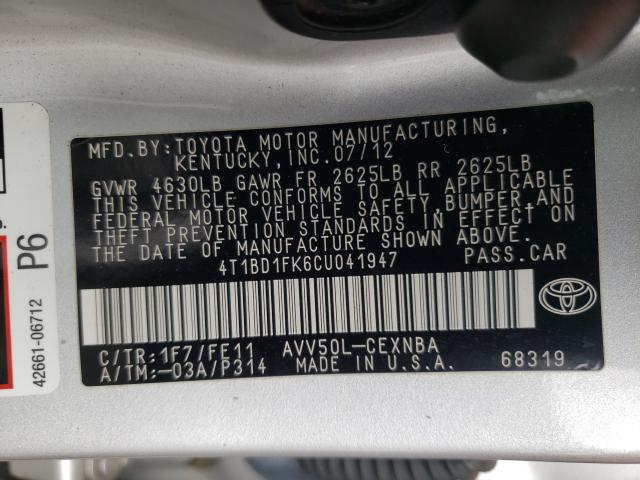 MFD.BY:TOYOTA MOTOR MANUFACTURING,
KENTUCKY,INC.07/12
GVWR 4630LB GAWR FR 2625LB RR 2625LB
THIS VEHICLE CONFORMS TO ALL APPLICABLE
FEDERAL MOTOR VEHICLE SAFETY,BUMPER,AND
THEFT PREVENTION STANDARDS IN EFFECT ON
THE DATE OF MANUFACTURE SHOWN ABOVE.
4T1BD1FK6CU041947 PASS.CAR
C/TR:1F7/FE11 AVV50L-CEXNBA
A/TM:-03A/P314 MADE IN U.S.A. 68319
P6
42661-06712